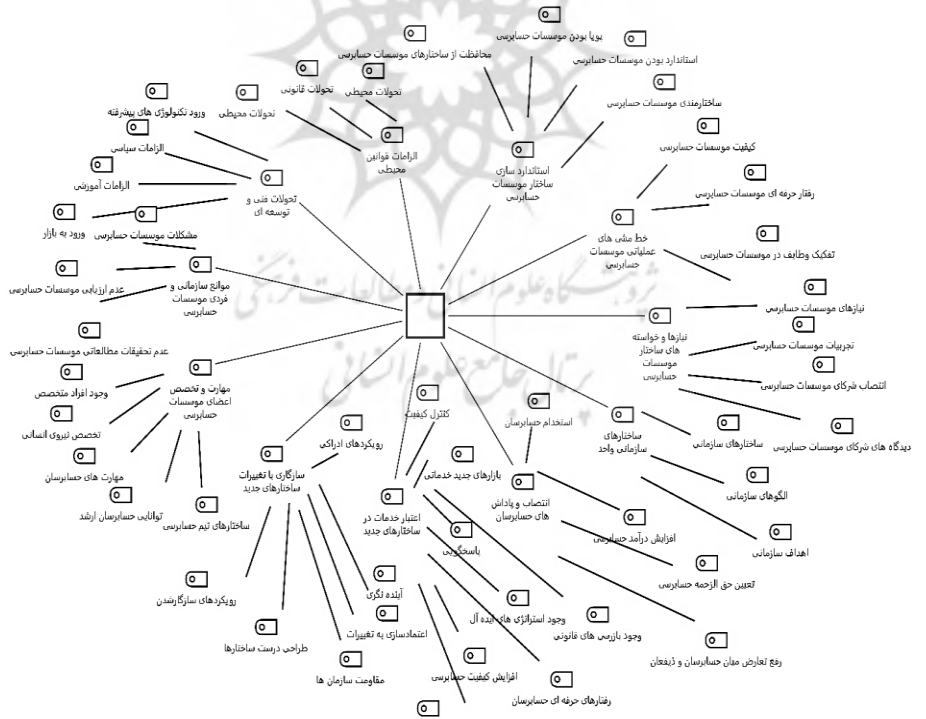 پویا بودن موسسات حسابرسی
محافظت از ساختارهای موسسات حسابرسی
استاندارد بودن موسسات حسابرسی
تحولات قانونی
تحولات محیطی
تحولات محیطی
ساختارمندی موسسات حسابرسی
ورود تکنولوژی های پیشرفته
الزامات سیاسی
الزامات قوانین
محیطی
استاندارد سازی
ساختار موسسات
حسابرسی
کیفیت موسسات حسابرسی
الزامات آموزشی
رفتار حرفه ای موسسات حسابرسی
تحولات فنی و
توسعه ای
ورود به بازار
مشکلات موسسات حسابرسی
خط مشی های
عملیاتی موسسات
حسابرسی
تفکیک وظایف در موسسات حسابرسی
عدم ارزیابی موسسات حسابرسی
موانع سازمانی و
فردی موسسات
حسابرسی
پژوهشگاه علوم انسانی و مطالعات فرهنگی
نیازهای موسسات حسابرسی
نیازها و خواسته
های ساختار
موسسات
حسابرسی
تجربیات موسسات حسابرسی
عدم تحقیقات مطالعاتی موسسات حسابرسی
پرتال جامع علوم انسانی
انتصاب شرکای موسسات حسابرسی
وجود افراد متخصص
مهارت و تخصص
اعضای موسسات
حسابرسی
کنترل کیفیت
استخدام حسابرسان
تخصص نیروی انسانی
رویکردهای ادراکی
ساختارهای
سازمانی واحد
ساختارهای سازمانی
دیدگاه های شرکای موسسات حسابرسی
مهارت های حسابرسان
سازگاری با تغییرات
ساختارهای جدید
بازارهای جدید خدماتی
الگوهای سازمانی
توانایی حسابرسان ارشد
ساختارهای تیم حسابرسی
اعتبار خدمات در
ساختارهای جدید
انتصاب و پاداش
های حسابرسان
افزایش درآمد حسابرسی
اهداف سازمانی
پاسخگویی
تعیین حق الزحمه حسابرسی
رویکردهای سازگارشدن
آینده نگری
وجود استراتژی های ایده آل
وجود بازرسی های قانونی
اعتمادسازی به تغییرات
طراحی درست ساختارها
رفع تعارض میان حسابرسان و ذیفعان
مقاومت سازمان ها
افزایش کیفیت حسابرسی
رفتارهای حرفه ای حسابرسان